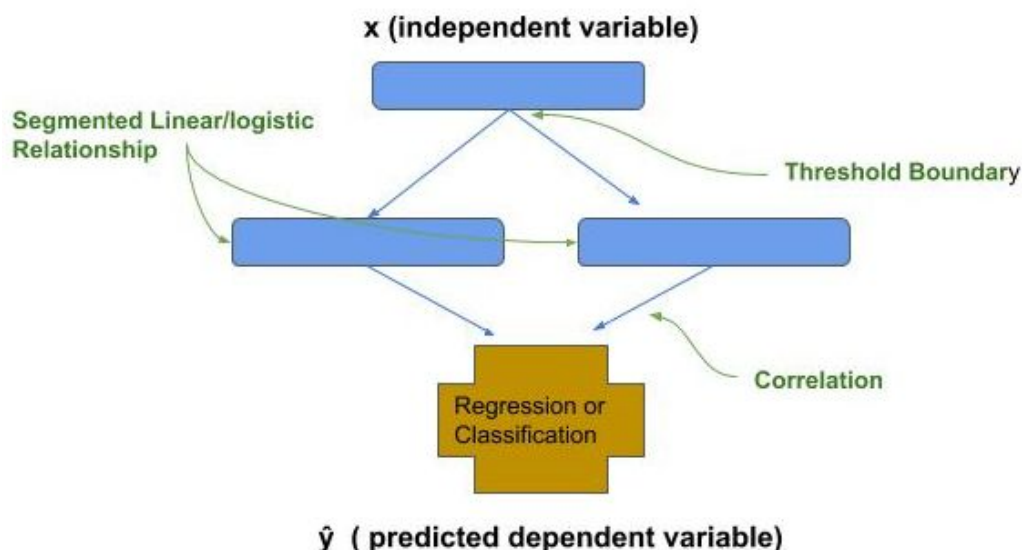 x (independent variable)
Segmented Linear/logistic
Relationship
Threshold Boundary
Correlation
Regression or
Classification
ŷ ( predicted dependent variable)